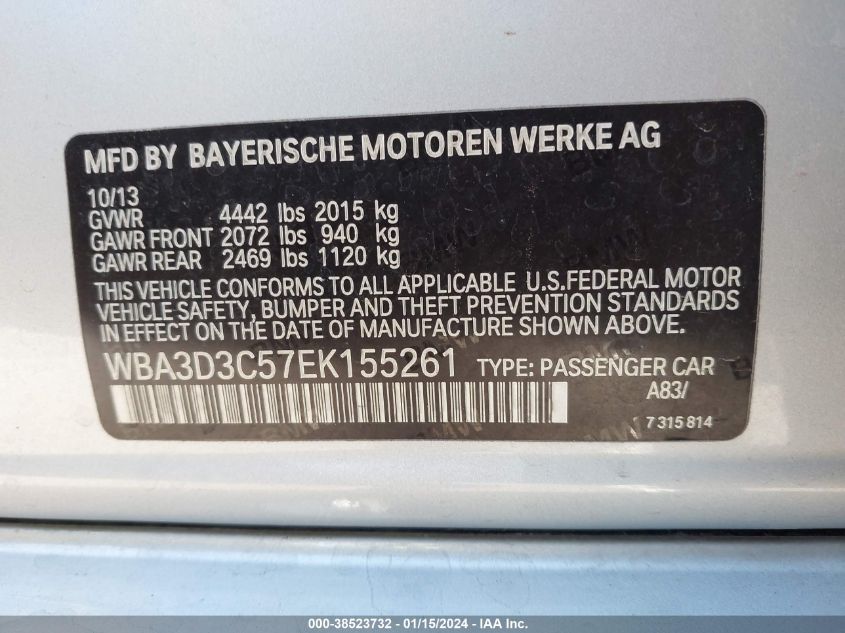 MFD BY BAYERISCHE MOTOREN WERKE AG
10/13
GVWR 4442 lbs 2015 kg
GAWR FRONT 2072 lbs 940 kg
GAWR REAR 2469 lbs 1120 kg
THIS VEHICLE CONFORMS TO ALL APPLICABLE U.S.FEDERAL MOTOR
VEHICLE SAFETY, BUMPER AND THEFT PREVENTION STANDARDS
IN EFFECT ON THE DATE OF MANUFACTURE SHOWN ABOVE.
WBA3D3C57EK155261 TYPE: PASSENGER CAR
A83/
7 315 814
000-38523732 - 01/15/2024 - IAA Inc.